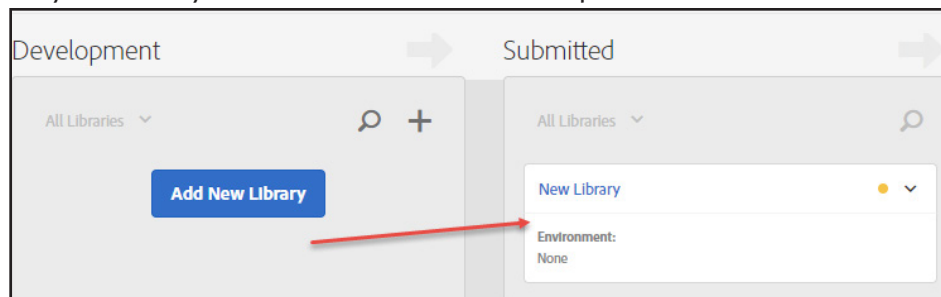 Development
Submitted
All Libraries
All Libraries
Add New Library
New Library
Environment:
None